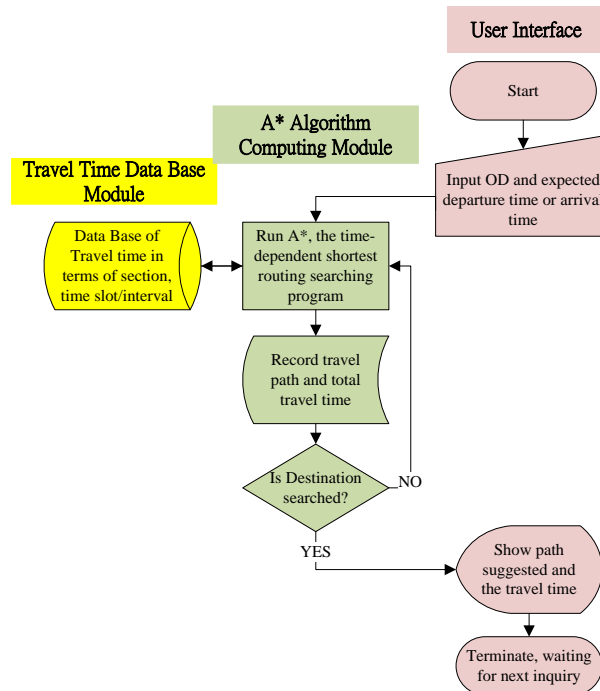 User Interface
Start
A* Algorithm
Computing Module
Travel Time Data Base
Module
Input OD and expected
departure time or arrival
time
Data Base of
Travel time in
terms of section,
time slot/interval
Run A*, the time-
dependent shortest
routing searching
program
Record travel
path and total
travel time
Is Destination
searched?
NO
YES
Show path
suggested and
the travel time
Terminate, waiting
for next inquiry